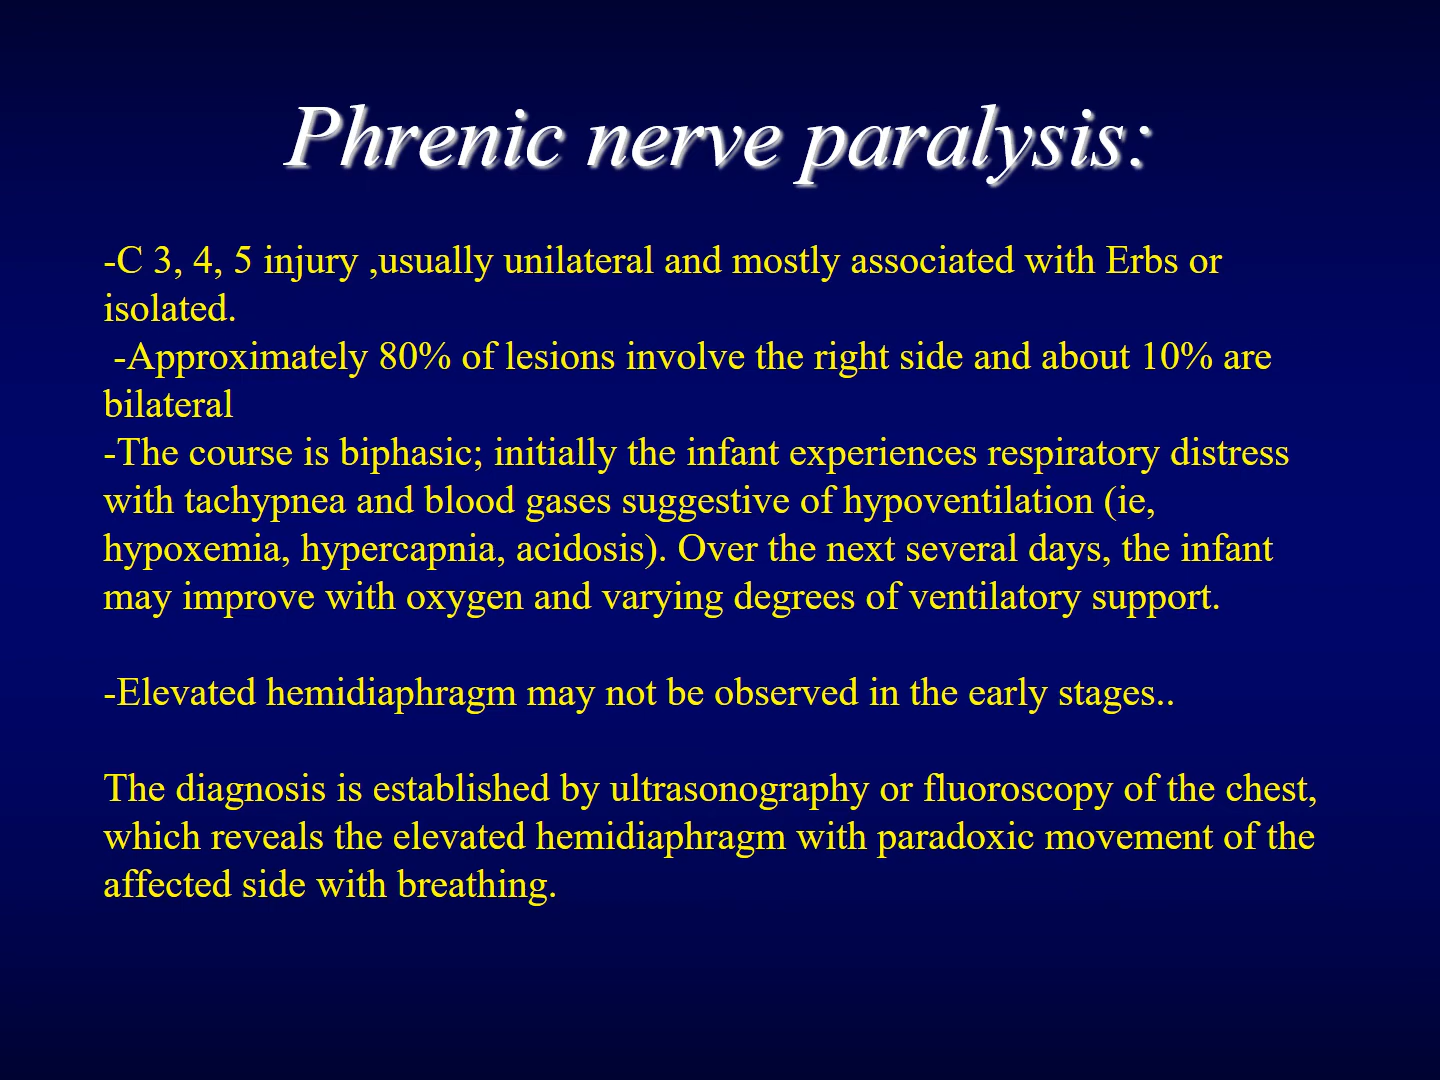 Phrenic nerve paralysis:
-C 3, 4, 5 injury ,usually unilateral and mostly associated with Erbs or
isolated.
-Approximately 80% of lesions involve the right side and about 10% are
bilateral
-The course is biphasic; initially the infant experiences respiratory distress
with tachypnea and blood gases suggestive of hypoventilation (ie,
hypoxemia, hypercapnia, acidosis). Over the next several days, the infant
may improve with oxygen and varying degrees of ventilatory support.
-Elevated hemidiaphragm may not be observed in the early stages..
The diagnosis is established by ultrasonography or fluoroscopy of the chest,
which reveals the elevated hemidiaphragm with paradoxic movement of the
affected side with breathing.